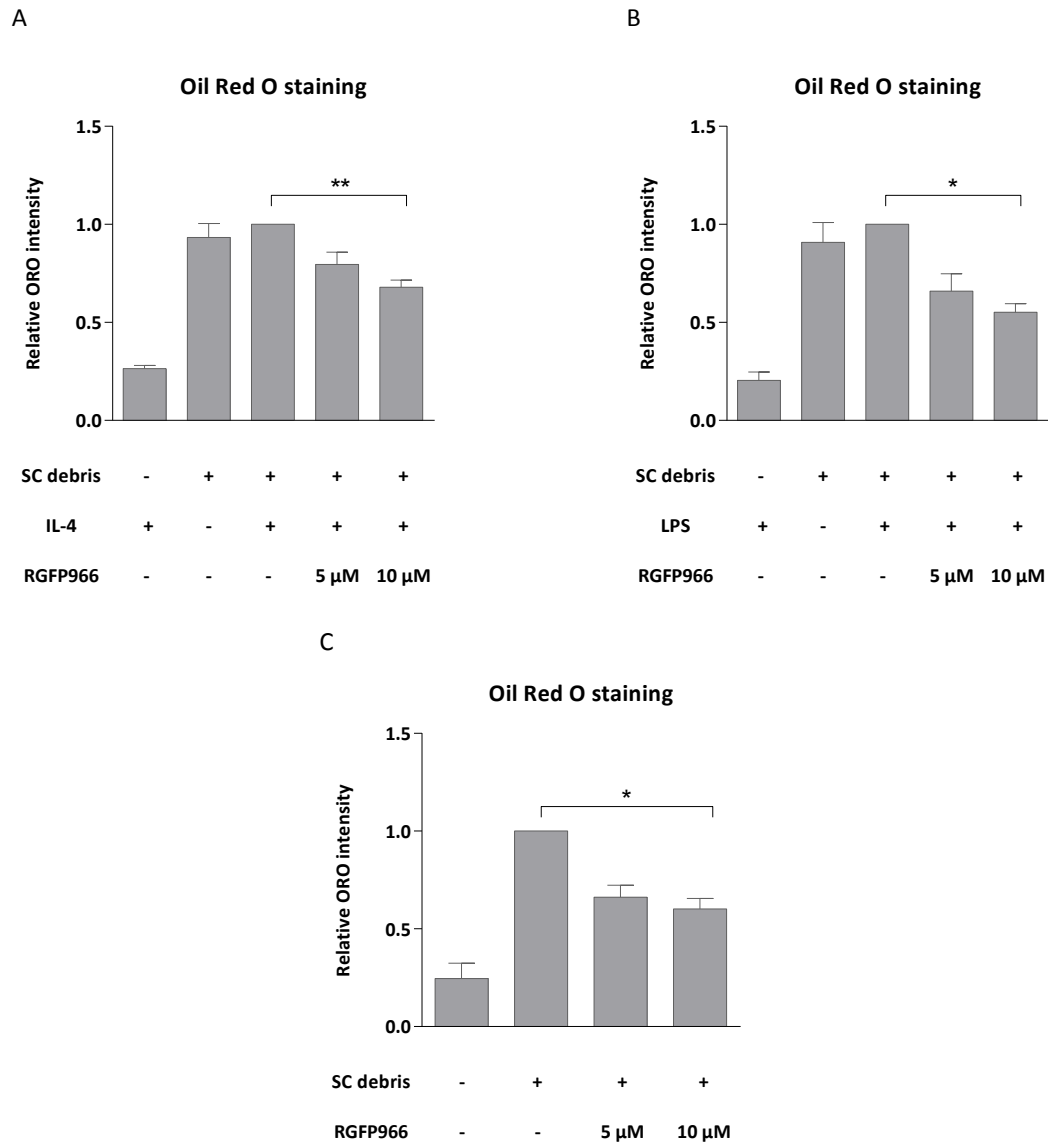 A
Oil Red O staining
Relative ORO intensity
1.5
**
1.0
0.5
0.0
SC debris - + + + +
IL-4 + - + + +
RGFP966 - - - 5 µM 10 µM
B
Oil Red O staining
Relative ORO intensity
1.5
*
1.0
0.5
0.0
SC debris - + + + +
LPS + - + + +
RGFP966 - - - 5 µM 10 µM
C
Oil Red O staining
Relative ORO intensity
1.5
*
1.0
0.5
0.0
SC debris - + + +
RGFP966 - - 5 µM 10 µM